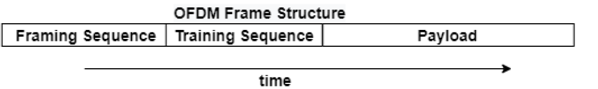 OFDM Frame Structure
Framing Sequence Training Sequence Payload
time